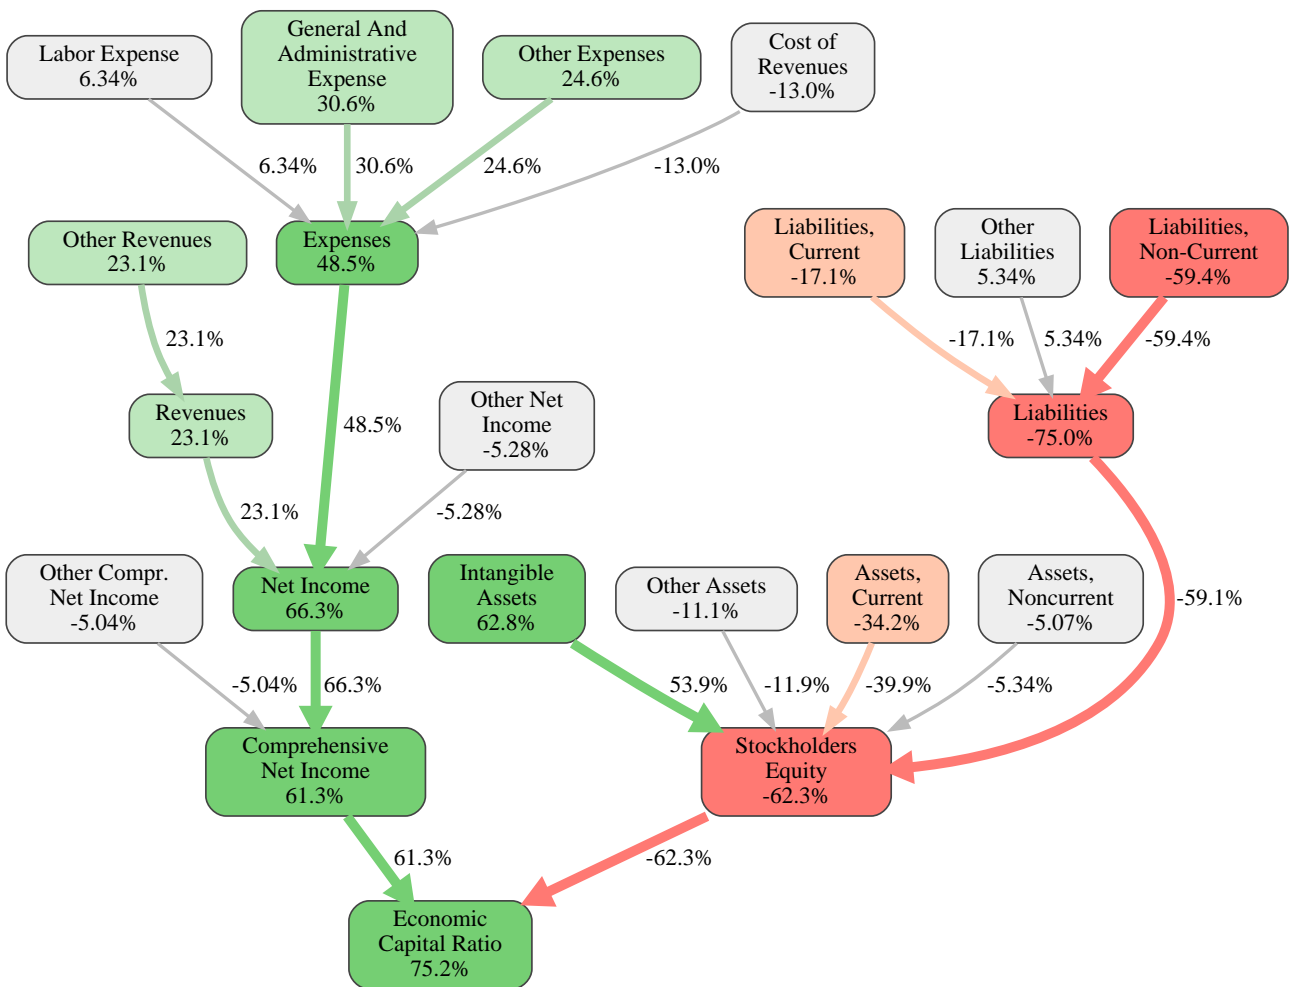 Labor Expense
6.34%
General And
Administrative
Expense
30.6%
Other Expenses
24.6%
Cost of
Revenues
-13.0%
6.34%
30.6%
24.6%
-13.0%
Other Revenues
23.1%
Expenses
48.5%
Liabilities,
Current
-17.1%
Other
Liabilities
5.34%
Liabilities,
Non-Current
-59.4%
23.1%
-17.1%
5.34%
-59.4%
Revenues
23.1%
48.5%
Other Net
Income
-5.28%
Liabilities
-75.0%
23.1%
-5.28%
Other Compr.
Net Income
-5.04%
Net Income
66.3%
Intangible
Assets
62.8%
Other Assets
-11.1%
Assets,
Current
-34.2%
Assets,
Noncurrent
-5.07%
-59.1%
-5.04%
66.3%
53.9%
-11.9%
-39.9%
-5.34%
Comprehensive
Net Income
61.3%
Stockholders
Equity
-62.3%
61.3%
-62.3%
Economic
Capital Ratio
75.2%